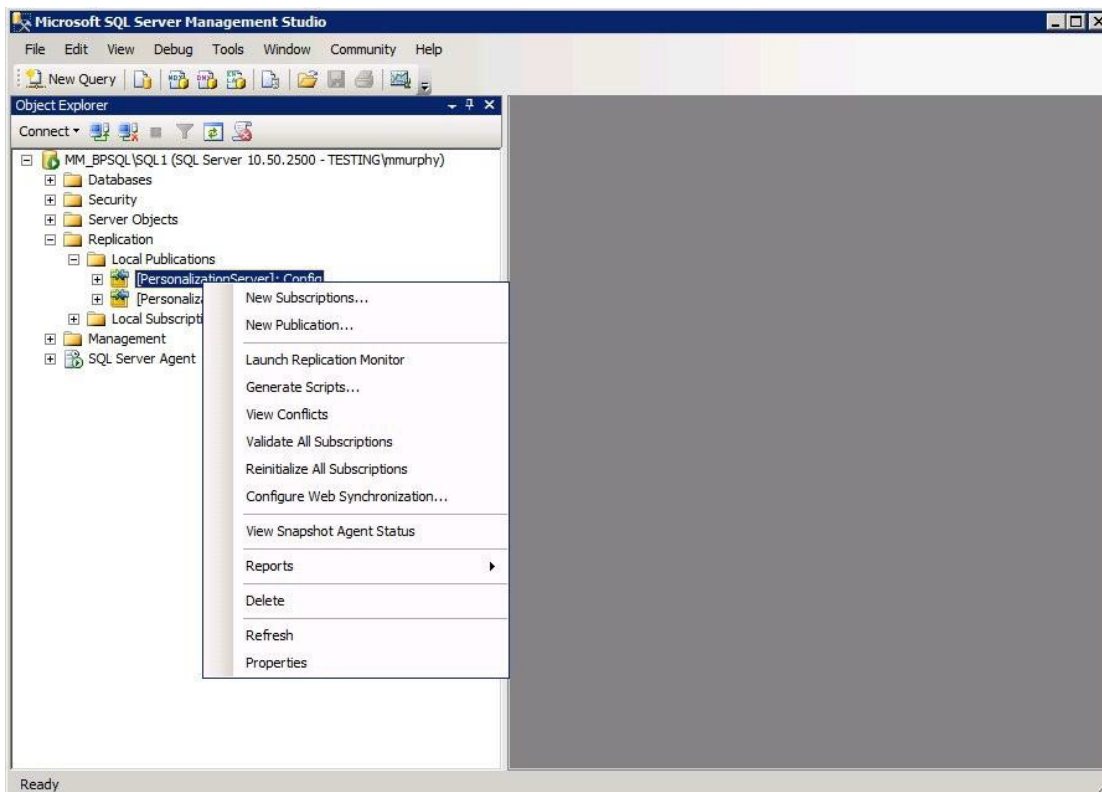 Microsoft SQL Server Management Studio
File Edit View Debug Tools Window Community Help
New Query
Object Explorer
Connect
MM_BPSQL\SQL1 (SQL Server 10.50.2500 - TESTING\mmurphy)
Databases
Security
Server Objects
Replication
Local Publications
[PersonalizationServer]: Config
[Personaliz
Local Subscripti
Management
SQL Server Agent
New Subscriptions...
New Publication...
Launch Replication Monitor
Generate Scripts...
View Conflicts
Validate All Subscriptions
Reinitialize All Subscriptions
Configure Web Synchronization...
View Snapshot Agent Status
Reports
Delete
Refresh
Properties
Ready